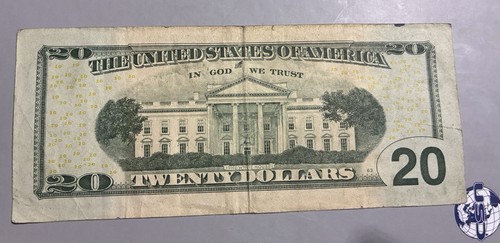 20 THE UNITED STATES OF AMERICA 20
IN GOD WE TRUST
20 TWENTY DOLLARS 20